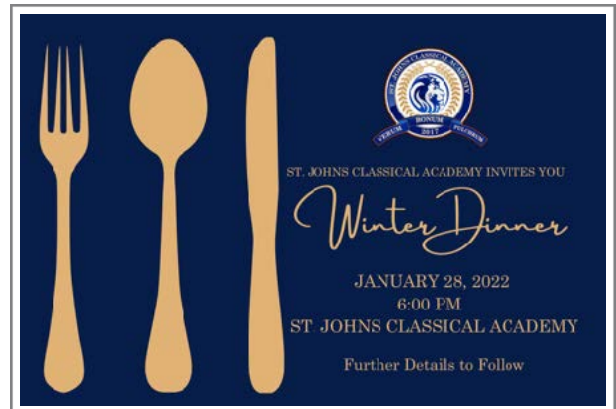 ST. JOHNS CLASSICAL ACADEMY
BONUM
VERUM 2017 PULCHRUM
ST. JOHNS CLASSICAL ACADEMY INVITES YOU
Winter Dinner
JANUARY 28, 2022
6:00 PM
ST. JOHNS CLASSICAL ACADEMY
Further Details to Follow